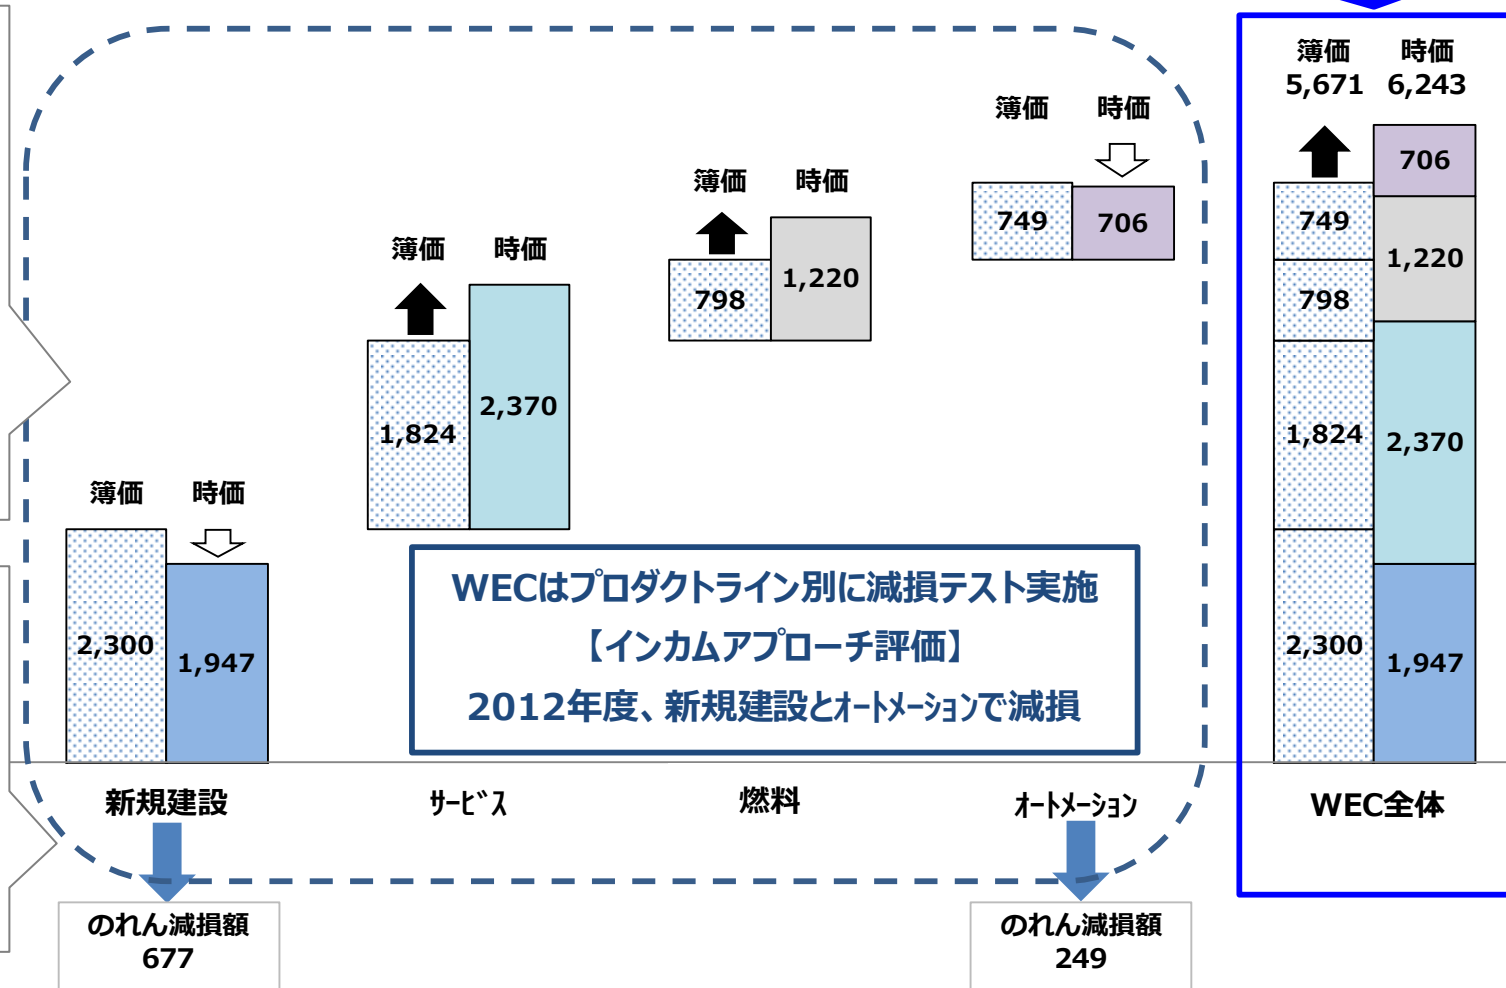 簿価 時価
5,671 6,243
706
749
1,220
798
1,824
2,370
2,300
1,947
WEC全体
簿価 時価
749 706
簿価 時価
798
1,220
簿価 時価
1,824
2,370
簿価 時価
2,300
1,947
WECはプロダクトライン別に減損テスト実施
【インカムアプローチ評価】
2012年度、新規建設とｵｰﾄﾒｰｼｮﾝで減損
新規建設
ｻｰﾋﾞｽ
燃料
ｵｰﾄﾒｰｼｮﾝ
のれん減損額
677
のれん減損額
249